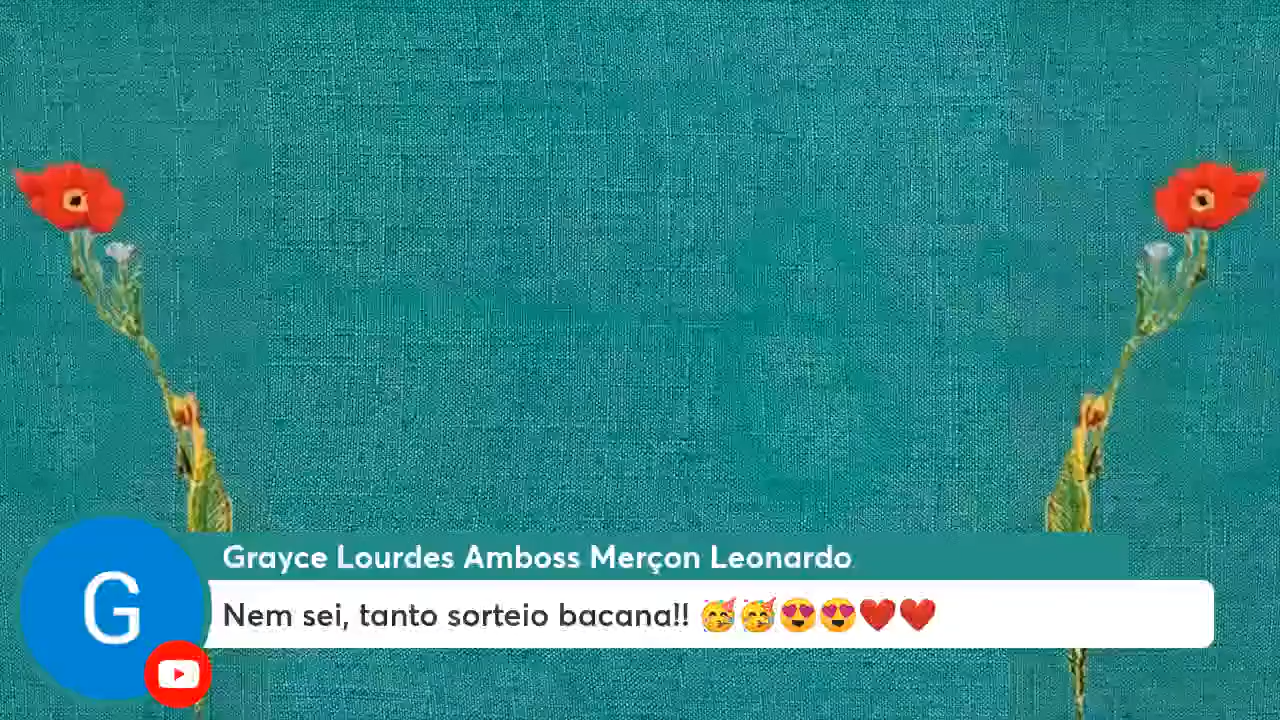 Grayce Lourdes Amboss Merçon Leonardo
Nem sei, tanto sorteio bacana!! 🥳🥳😍😍❤️❤️
G